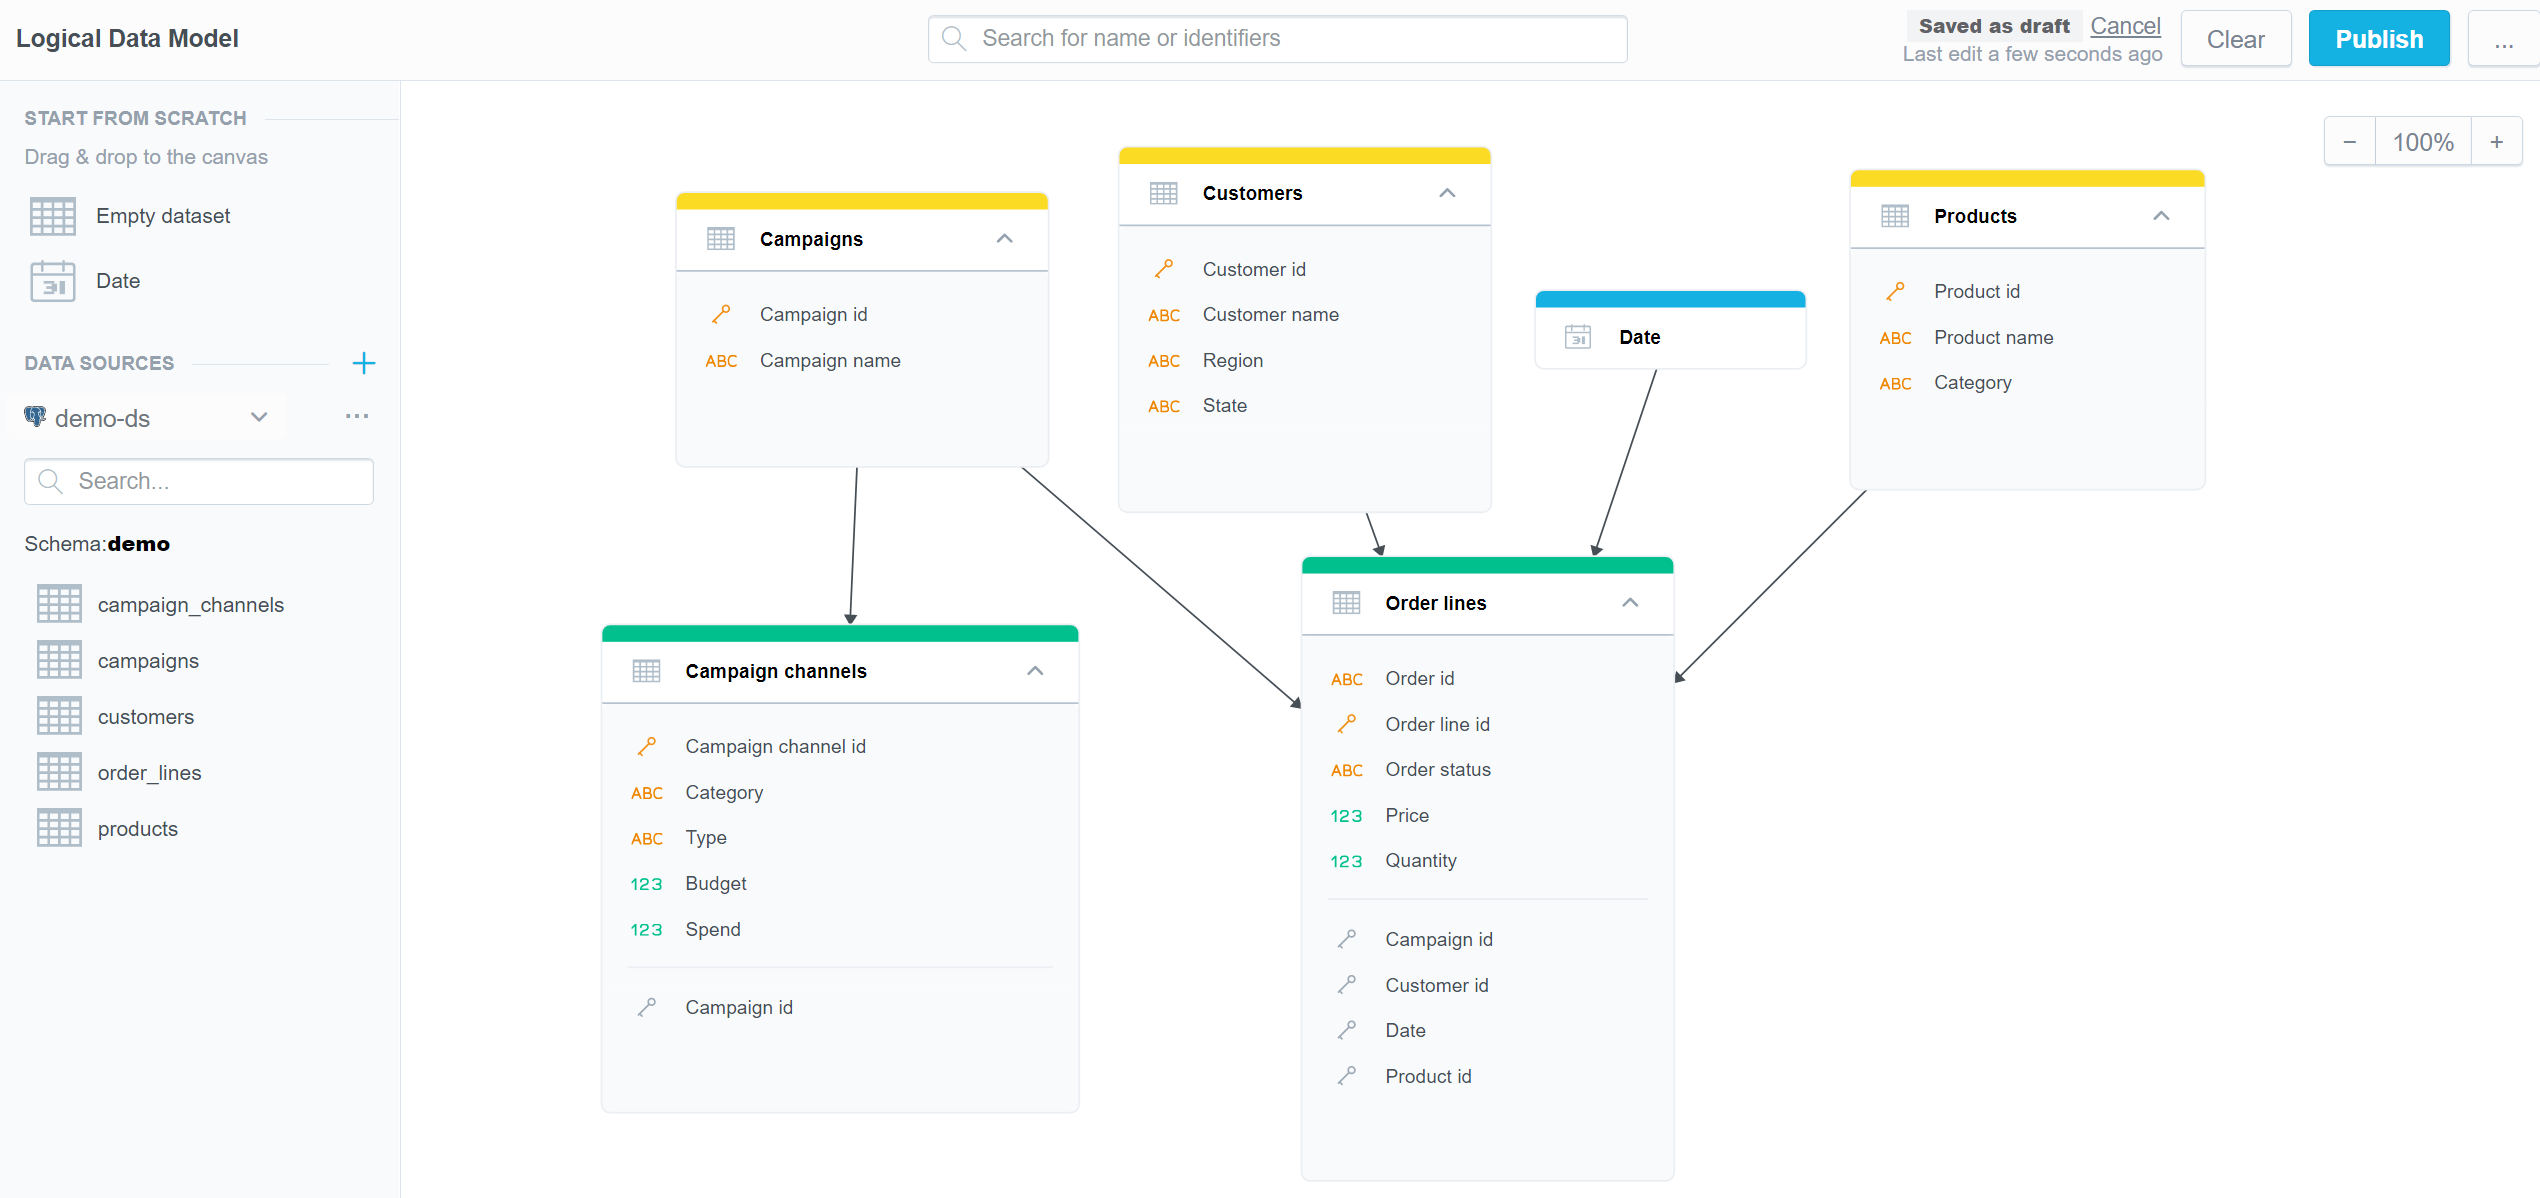 Logical Data Model
Search for name or identifiers
Saved as draft Cancel
Last edit a few seconds ago
Clear
Publish
...
START FROM SCRATCH
Drag & drop to the canvas
Empty dataset
31
Date
DATA SOURCES
demo-ds
...
Search...
Schema:demo
campaign_channels
campaigns
customers
order_lines
products
100%
Campaigns
Campaign id
ABC Campaign name
Customers
Customer id
ABC Customer name
ABC Region
ABC State
31 Date
Products
Product id
ABC Product name
ABC Category
Campaign channels
Campaign channel id
ABC Category
ABC Type
123 Budget
123 Spend
Campaign id
Order lines
ABC Order id
Order line id
ABC Order status
123 Price
123 Quantity
Campaign id
Customer id
Date
Product id